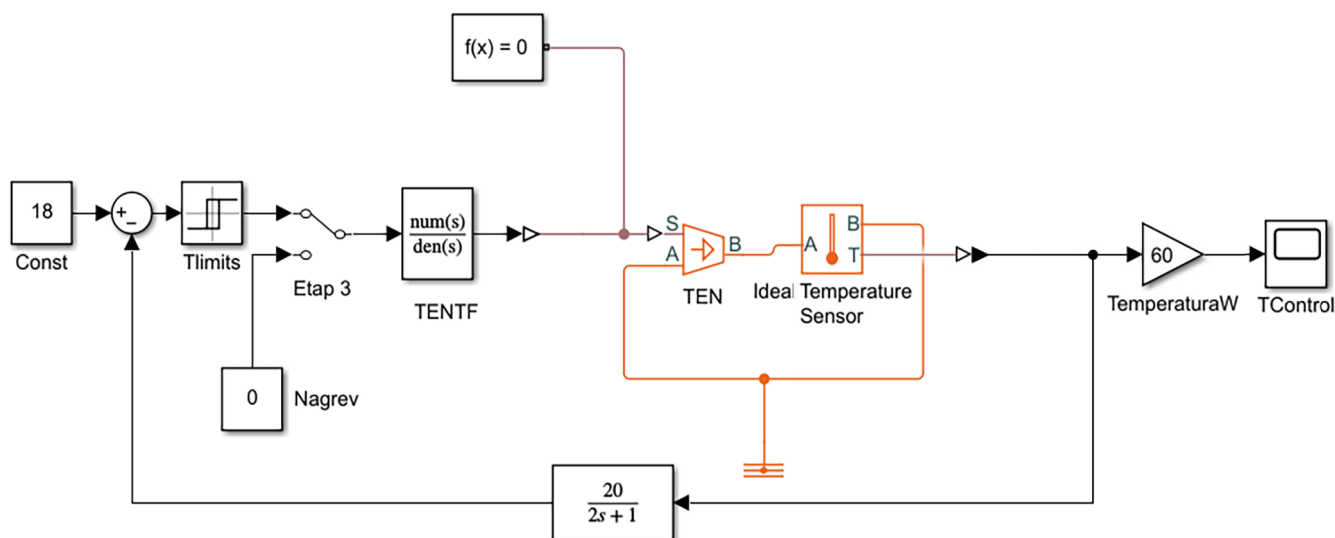 f(x) = 0
18
Const
+
−
Tlimits
Etap 3
num(s)
den(s)
TENTF
S
A
B
TEN
A
B
T
Ideal Temperature
Sensor
60
TemperaturaW
TControl
0
Nagrev
20
2s + 1